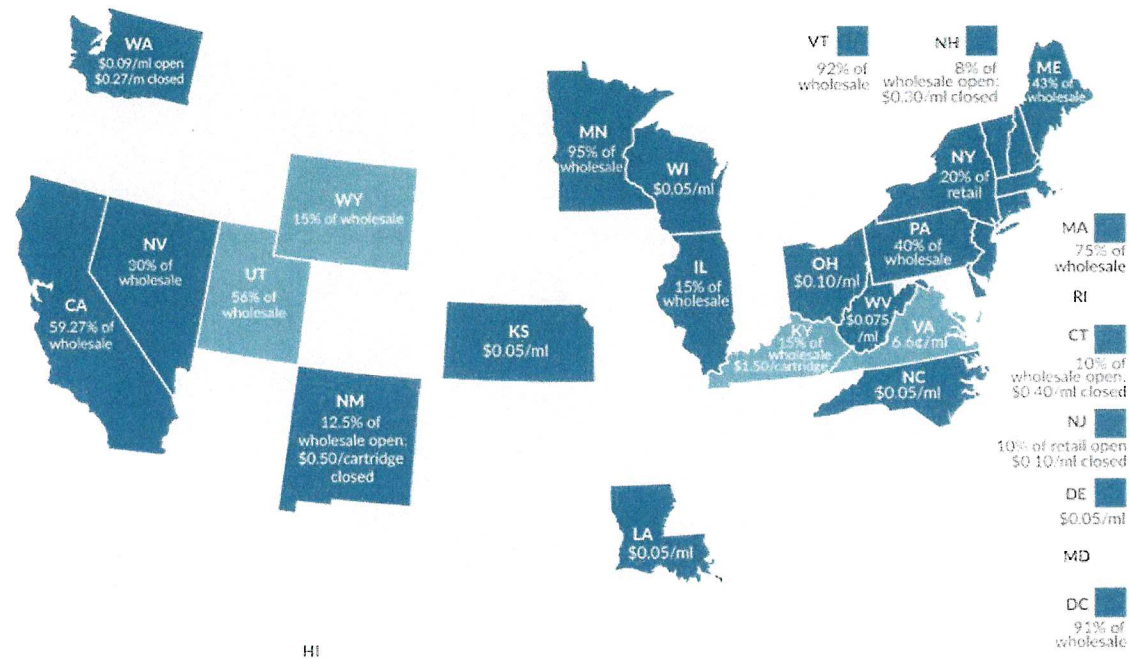 WA
$0.09/ml open
$0.27/m closed
VT
92% of
wholesale
NH
8% of
wholesale open:
$0.30/ml closed
ME
43% of
wholesale
MN
95% of
wholesale
WI
$0.05/ml
NY
20% of
retail
WY
15% of wholesale
NV
30% of
wholesale
UT
56% of
wholesale
CA
59.27% of
wholesale
IL
15% of
wholesale
OH
$0.10/ml
PA
40% of
wholesale
MA
75% of
wholesale
RI
WV
$0.075
/ml
VA
6.6¢/ml
KS
$0.05/ml
KY
15% of
wholesale
$1.50/cartridge
CT
10% of
wholesale open:
$0.40/ml closed
NC
$0.05/ml
NM
12.5% of
wholesale open:
$0.50/cartridge
closed
NJ
10% of retail open
$0.10/ml closed
DE
$0.05/ml
LA
$0.05/ml
MD
DC
91% of
wholesale
HI